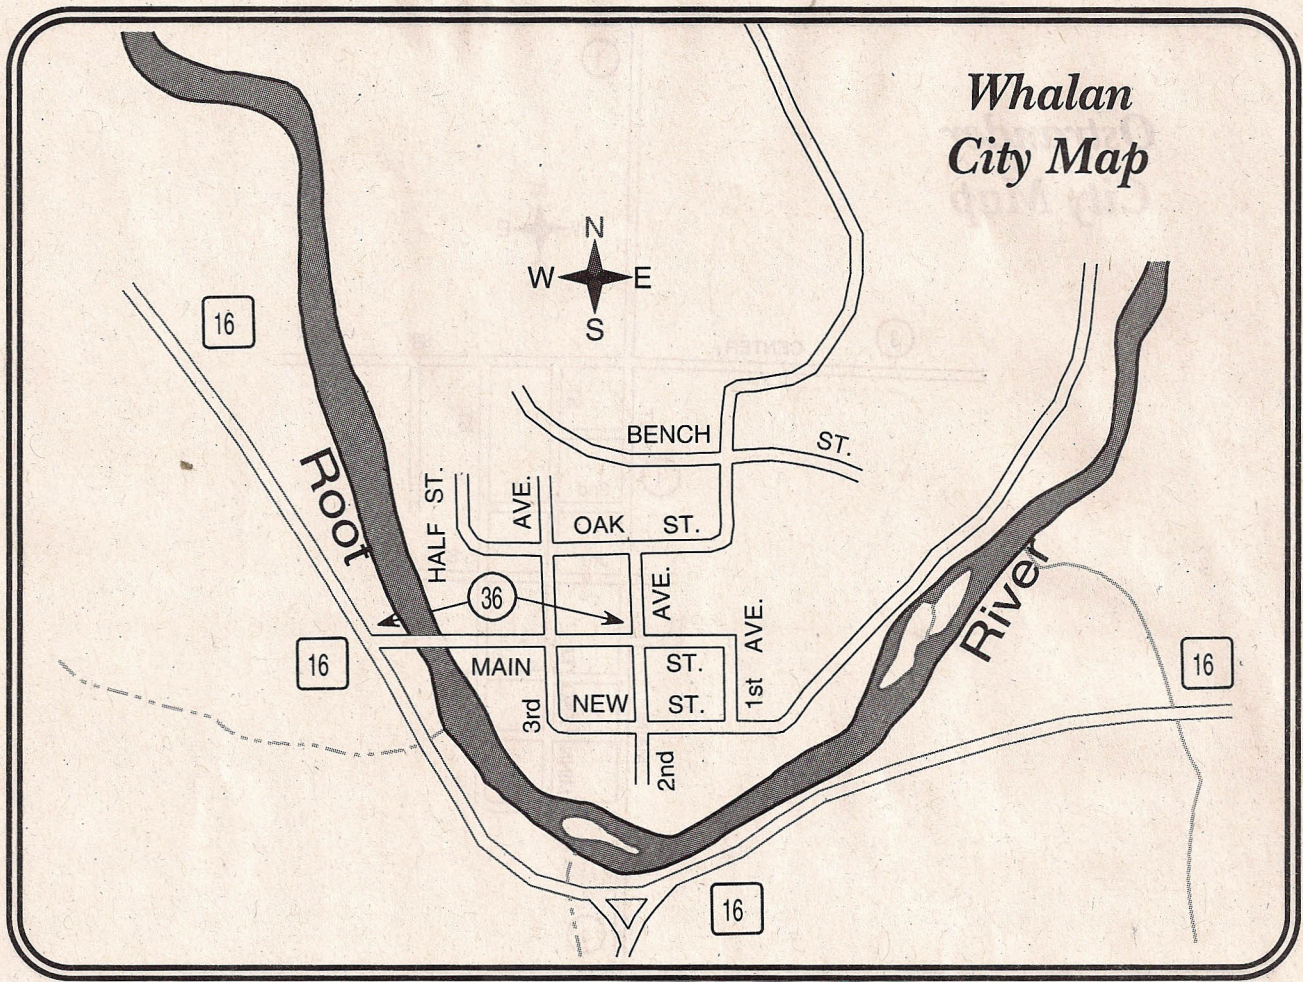 Whalan
City Map
N
W E
S
16
BENCH ST.
Root
HALF ST.
AVE.
OAK ST.
36
AVE.
AVE.
River
16
MAIN ST.
16
3rd
NEW ST.
1st
2nd
16
CENTER